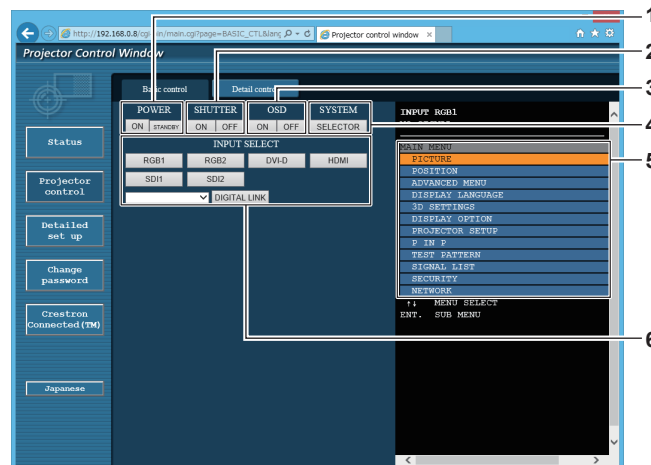 http://192.168.0.8/cgi-bin/main.cgi?page=BASIC_CTL&lang
Projector control window
Projector Control Window
Basic control
Detail control
POWER
ON STANDBY
SHUTTER
ON OFF
OSD
ON OFF
SYSTEM
SELECTOR
INPUT SELECT
RGB1 RGB2 DVI-D HDMI
SDI1 SDI2
DIGITAL LINK
Status
Projector
control
Detailed
set up
Change
password
Crestron
Connected(TM)
Japanese
INPUT RGB1
MAIN MENU
PICTURE
POSITION
ADVANCED MENU
DISPLAY LANGUAGE
3D SETTINGS
DISPLAY OPTION
PROJECTOR SETUP
P IN P
TEST PATTERN
SIGNAL LIST
SECURITY
NETWORK
↑↓ MENU SELECT
ENT. SUB MENU
1
2
3
4
5
6